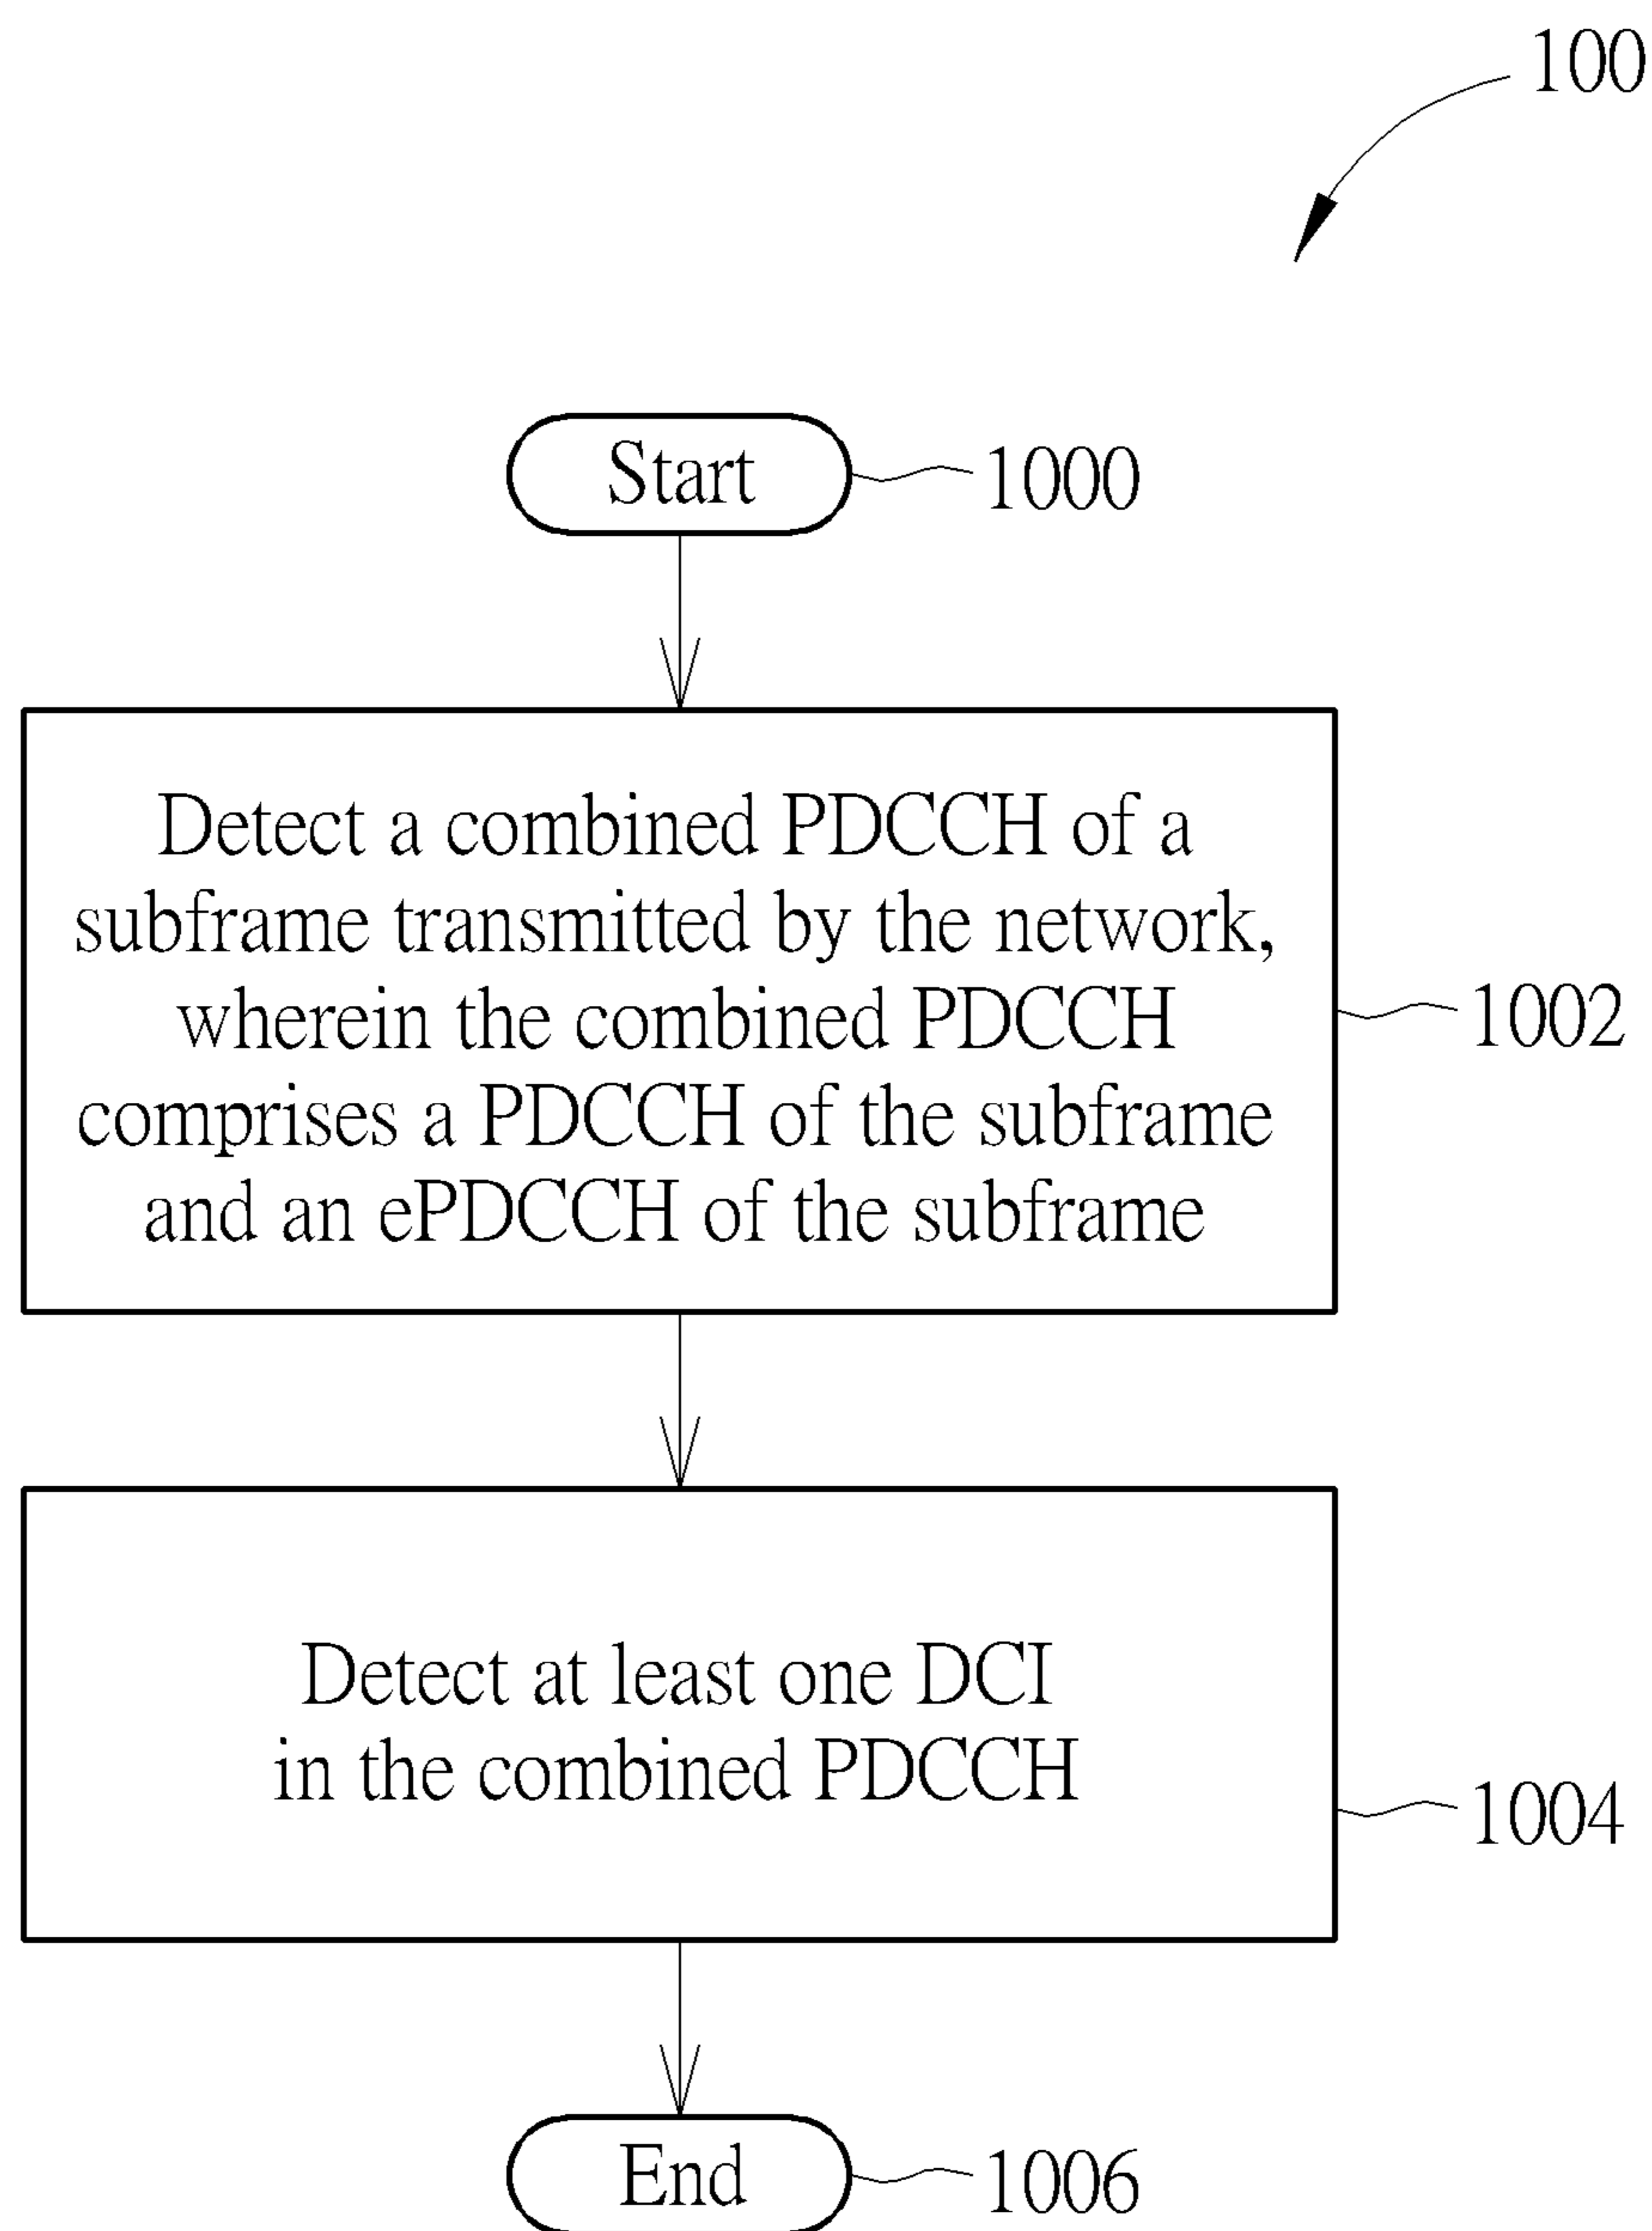 100
Start
1000
Detect a combined PDCCH of a
subframe transmitted by the network,
wherein the combined PDCCH
comprises a PDCCH of the subframe
and an ePDCCH of the subframe
1002
Detect at least one DCI
in the combined PDCCH
1004
End
1006